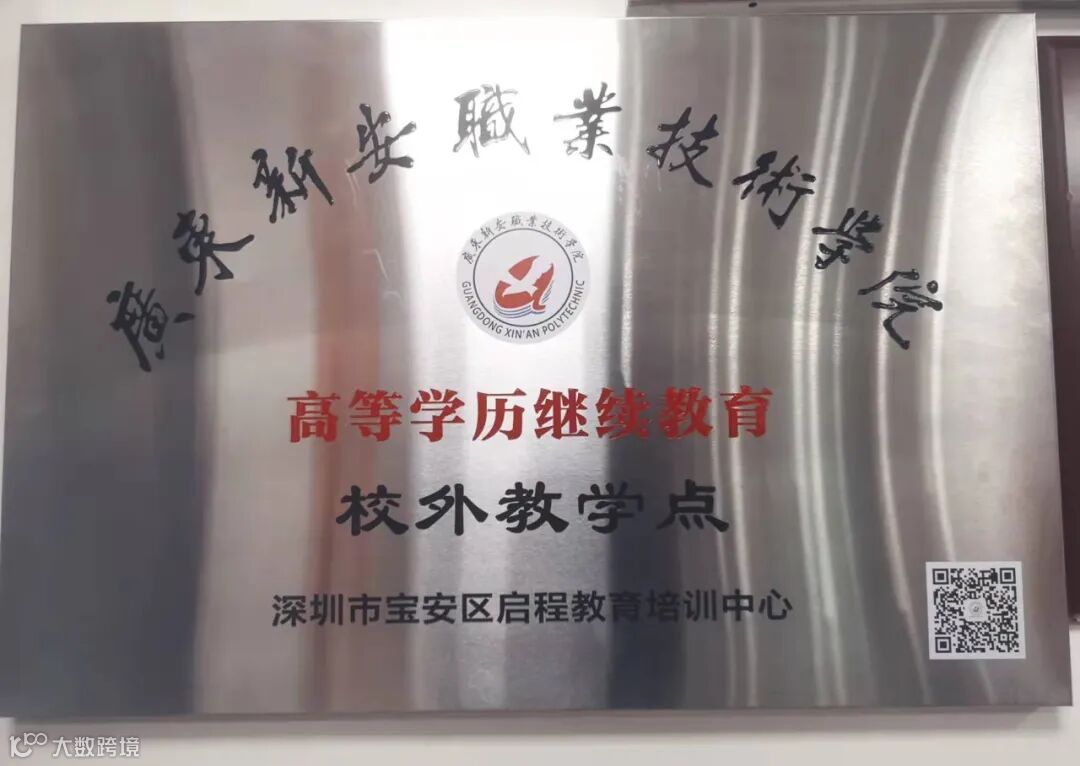 廣東新安職業技術学院
廣東新安職業技術学院
GUANGDONG XIN'AN POLYTECHNIC
高等学历继续教育
校外教学点
深圳市宝安区启程教育培训中心
大数跨境